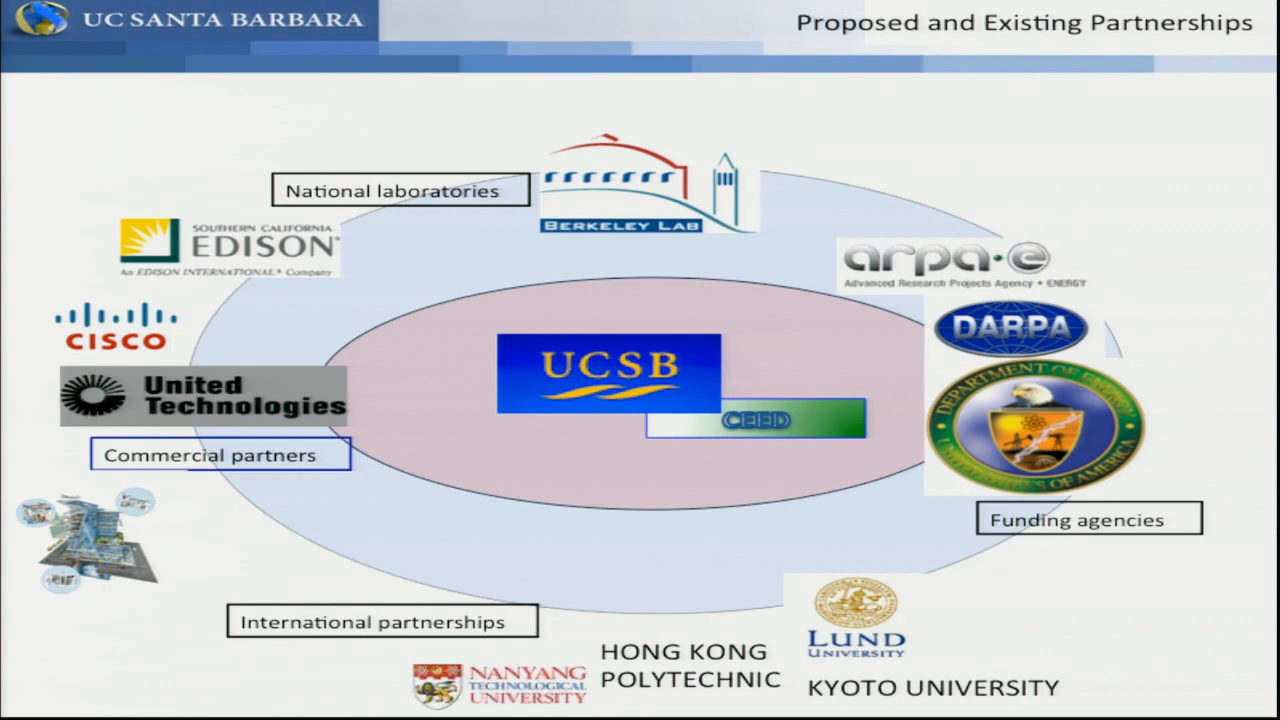 UC SANTA BARBARA
Proposed and Existing Partnerships
National laboratories
BERKELEY LAB
SOUTHERN CALIFORNIA
EDISON
An EDISON INTERNATIONAL® Company
arpa·e
Advanced Research Projects Agency • ENERGY
CISCO
DARPA
United
Technologies
UCSB
CEED
DEPARTMENT OF ENERGY
UNITED STATES OF AMERICA
Commercial partners
Funding agencies
International partnerships
LUND
UNIVERSITY
NANYANG
TECHNOLOGICAL
UNIVERSITY
HONG KONG
POLYTECHNIC
KYOTO UNIVERSITY